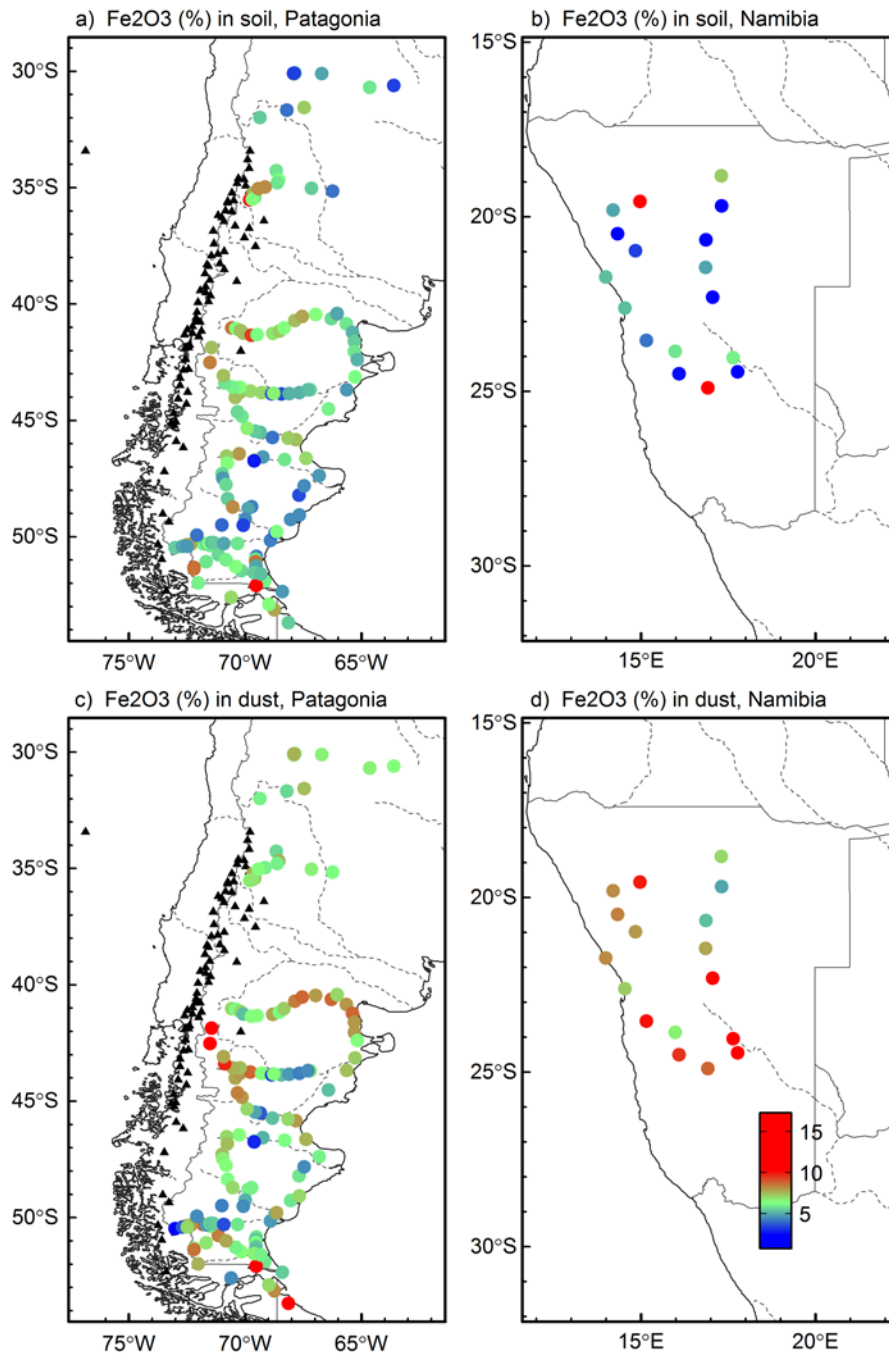 a) Fe2O3 (%) in soil, Patagonia
b) Fe2O3 (%) in soil, Namibia
30°S
35°S
40°S
45°S
50°S
75°W 70°W 65°W
15°S
20°S
25°S
30°S
15°E 20°E
c) Fe2O3 (%) in dust, Patagonia
d) Fe2O3 (%) in dust, Namibia
30°S
35°S
40°S
45°S
50°S
75°W 70°W 65°W
15°S
20°S
25°S
30°S
15°E 20°E
15
10
5